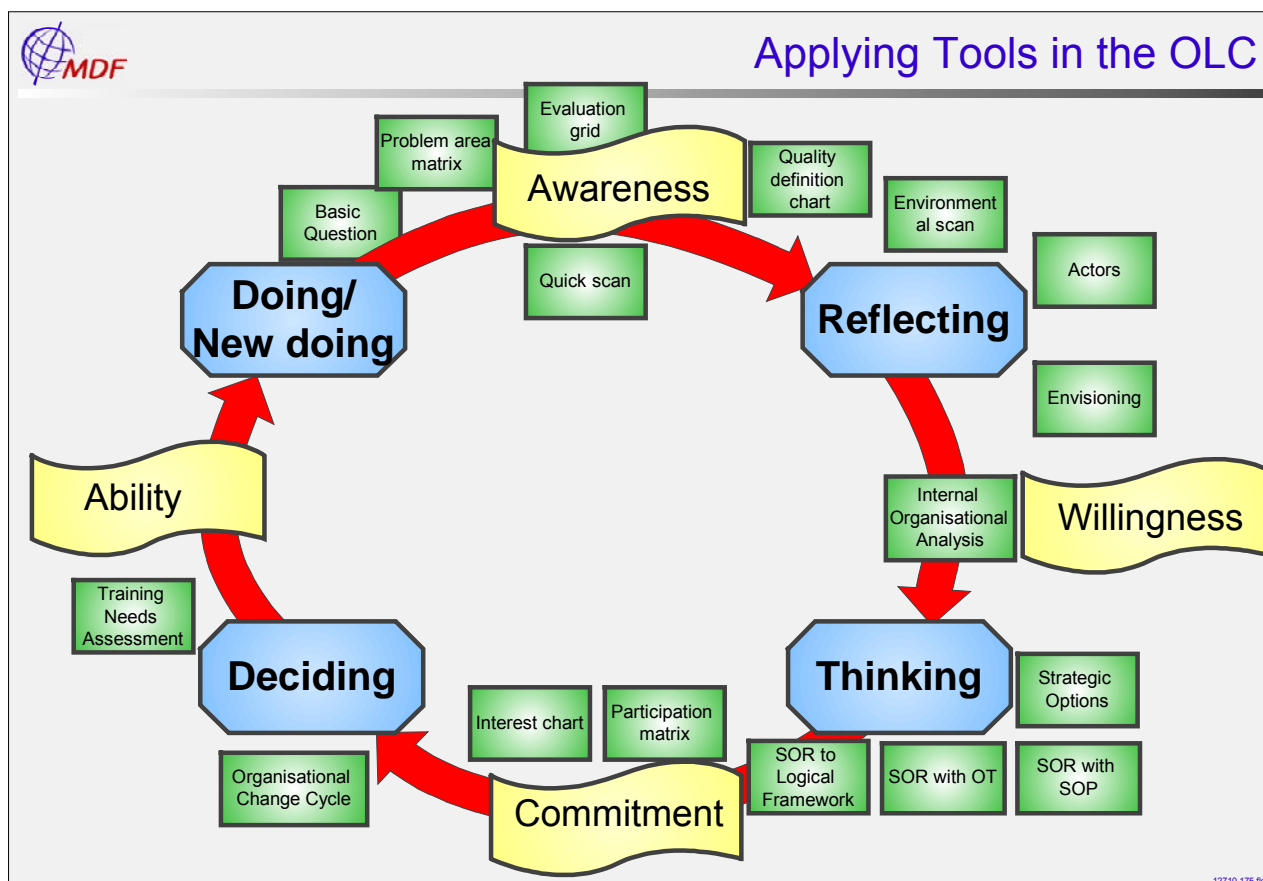 MDF
Applying Tools in the OLC
Evaluation
grid
Problem area
matrix
Awareness
Quality
definition
chart
Basic
Question
Environment
al scan
Quick scan
Actors
Doing/
New doing
Reflecting
Envisioning
Ability
Internal
Organisational
Analysis
Willingness
Training
Needs
Assessment
Deciding
Thinking
Strategic
Options
Interest chart
Participation
matrix
SOR to
Logical
Framework
SOR with OT
SOR with
SOP
Organisational
Change Cycle
Commitment